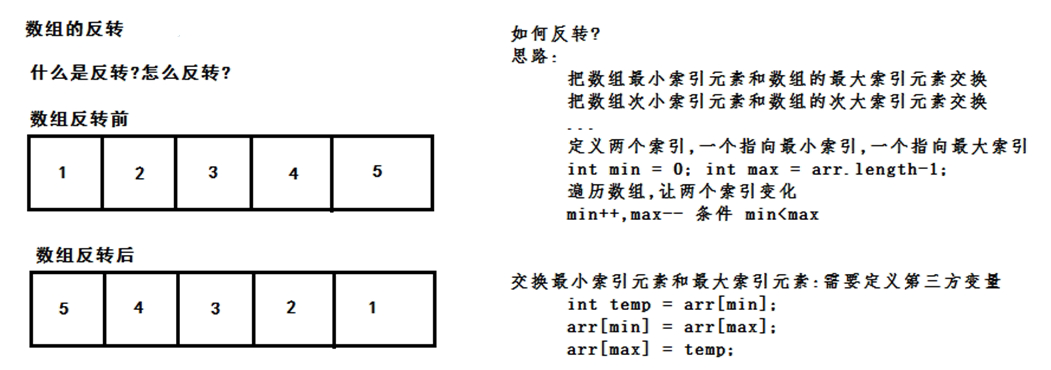 数组的反转
什么是反转?怎么反转?
数组反转前
1 2 3 4 5
数组反转后
5 4 3 2 1
如何反转?
思路:
把数组最小索引元素和数组的最大索引元素交换
把数组次小索引元素和数组的次大索引元素交换
...
定义两个索引,一个指向最小索引,一个指向最大索引
int min = 0; int max = arr.length-1;
遍历数组,让两个索引变化
min++,max-- 条件 min<max
交换最小索引元素和最大索引元素:需要定义第三方变量
int temp = arr[min];
arr[min] = arr[max];
arr[max] = temp;